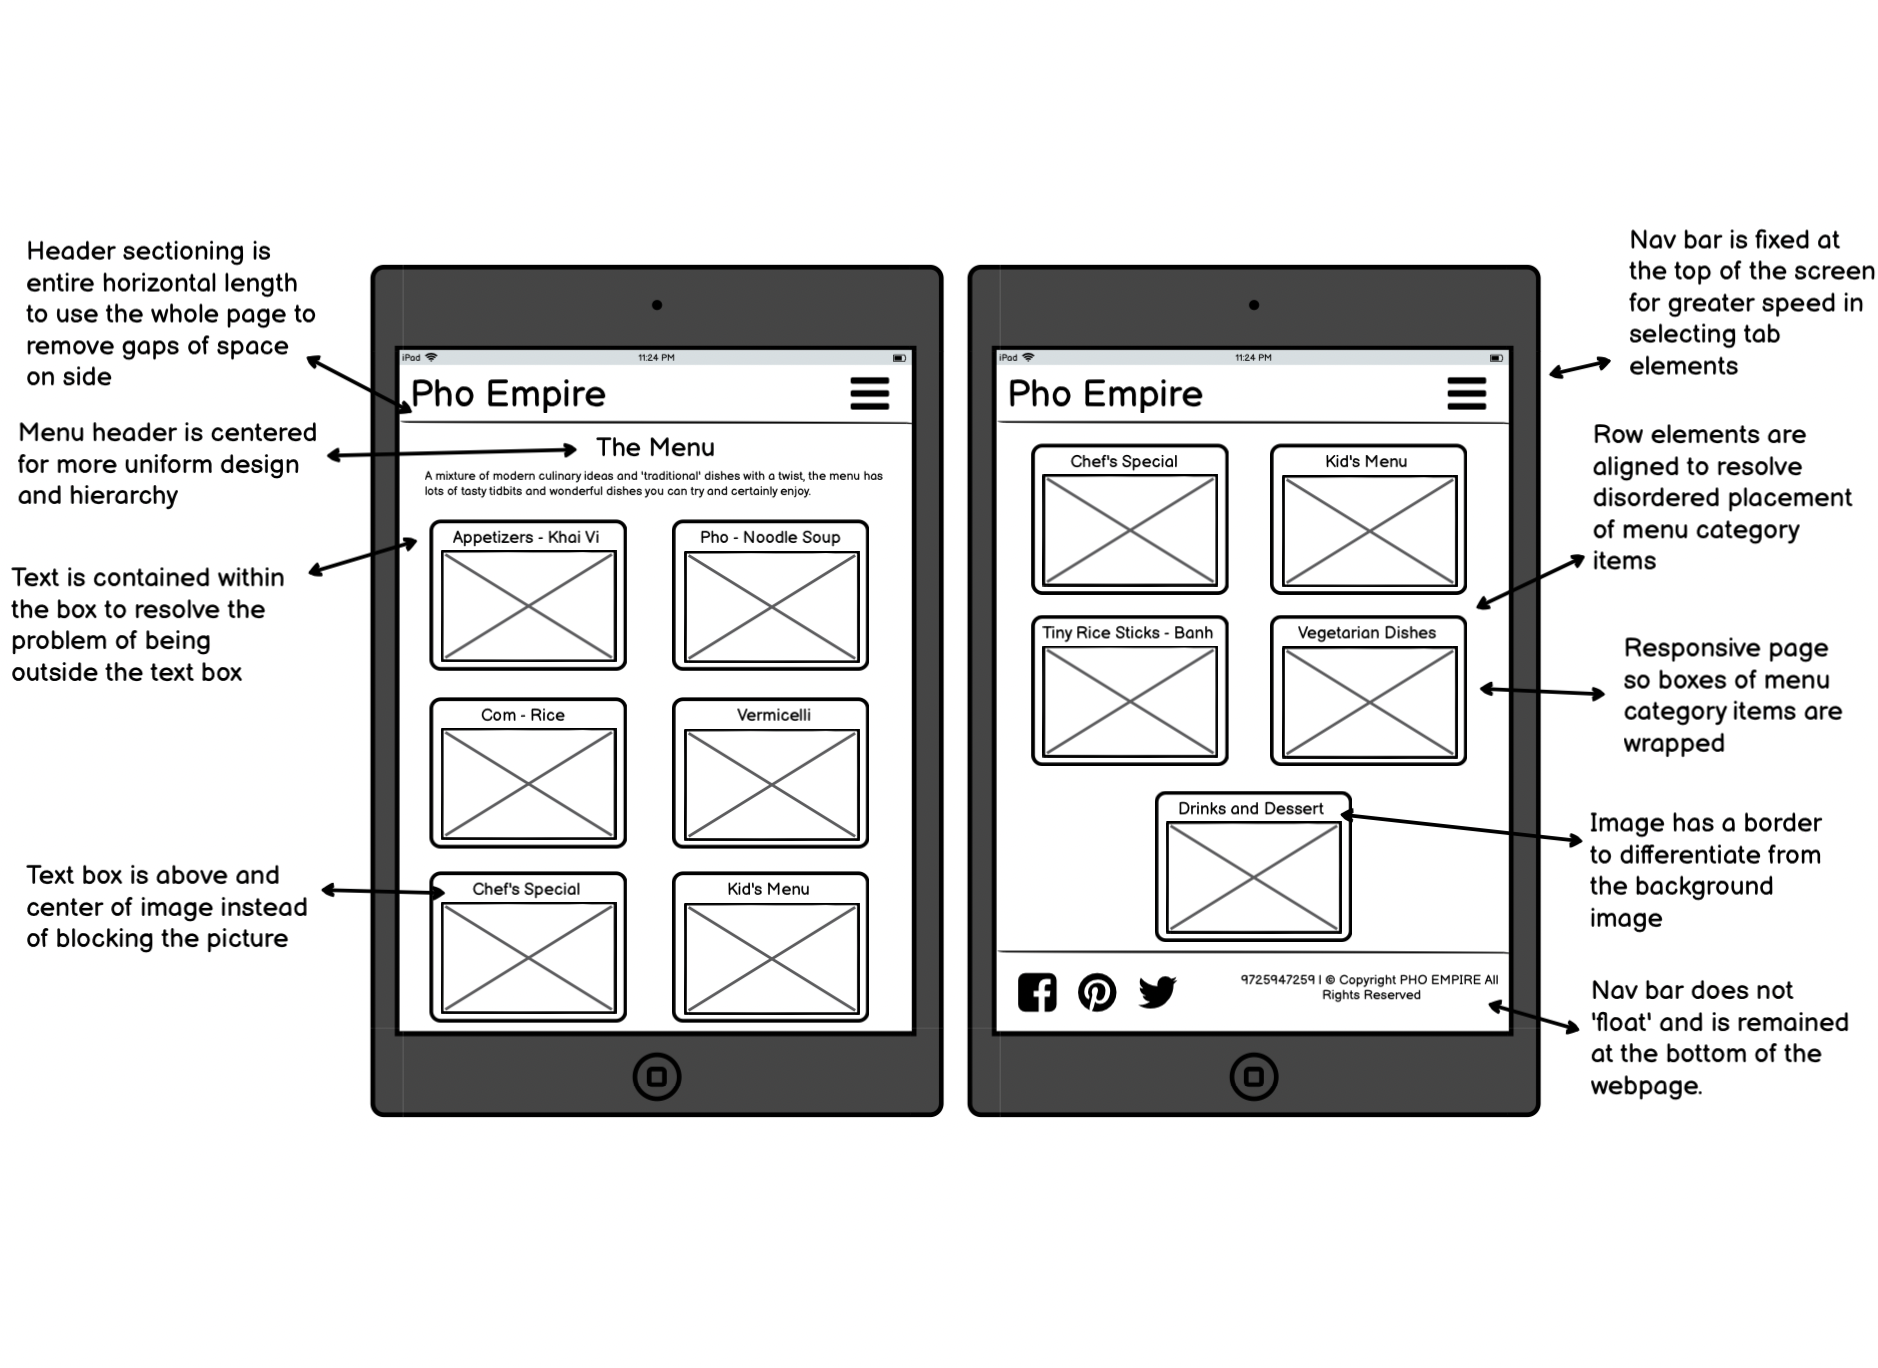 Header sectioning is
entire horizontal length
to use the whole page to
remove gaps of space
on side
Menu header is centered
for more uniform design
and hierarchy
Text is contained within
the box to resolve the
problem of being
outside the text box
Text box is above and
center of image instead
of blocking the picture
iPad 11:24 PM
Pho Empire
The Menu
A mixture of modern culinary ideas and 'traditional' dishes with a twist, the menu has
lots of tasty tidbits and wonderful dishes you can try and certainly enjoy.
Appetizers - Khai Vi
Pho - Noodle Soup
Com - Rice
Vermicelli
Chef's Special
Kid's Menu
iPad 11:24 PM
Pho Empire
Chef's Special
Kid's Menu
Tiny Rice Sticks - Banh
Vegetarian Dishes
Drinks and Dessert
9725947259 | © Copyright PHO EMPIRE All
Rights Reserved
Nav bar is fixed at
the top of the screen
for greater speed in
selecting tab
elements
Row elements are
aligned to resolve
disordered placement
of menu category
items
Responsive page
so boxes of menu
category items are
wrapped
Image has a border
to differentiate from
the background
image
Nav bar does not
'float' and is remained
at the bottom of the
webpage.